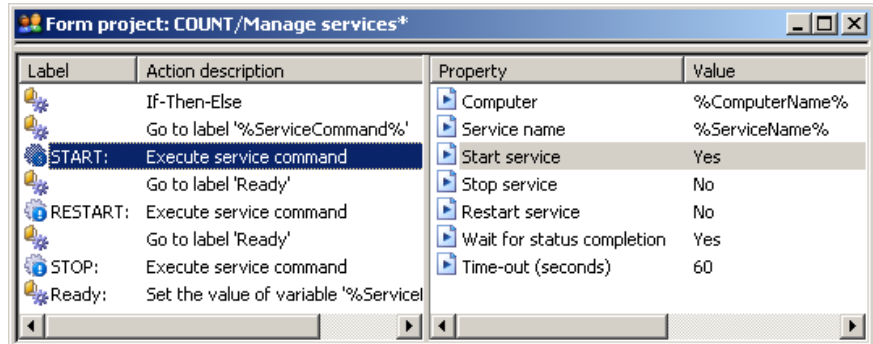 Form project: COUNT/Manage services*
Label Action description
If-Then-Else
Go to label '%ServiceCommand%'
START: Execute service command
Go to label 'Ready'
RESTART: Execute service command
Go to label 'Ready'
STOP: Execute service command
Ready: Set the value of variable '%Service
Property Value
Computer %ComputerName%
Service name %ServiceName%
Start service Yes
Stop service No
Restart service No
Wait for status completion Yes
Time-out (seconds) 60